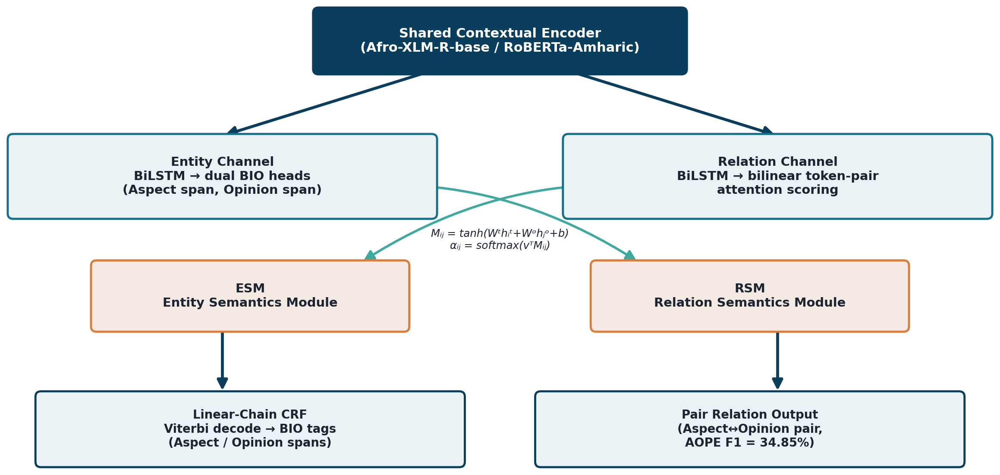 Shared Contextual Encoder
(Afro-XLM-R-base / RoBERTa-Amharic)
Entity Channel
BiLSTM → dual BIO heads
(Aspect span, Opinion span)
Relation Channel
BiLSTM → bilinear token-pair
attention scoring
Mᵢⱼ = tanh(Wᵗhᵢᵗ+Wᵒhⱼᵒ+b)
αᵢⱼ = softmax(vᵀMᵢⱼ)
ESM
Entity Semantics Module
RSM
Relation Semantics Module
Linear-Chain CRF
Viterbi decode → BIO tags
(Aspect / Opinion spans)
Pair Relation Output
(Aspect↔Opinion pair,
AOPE F1 = 34.85%)